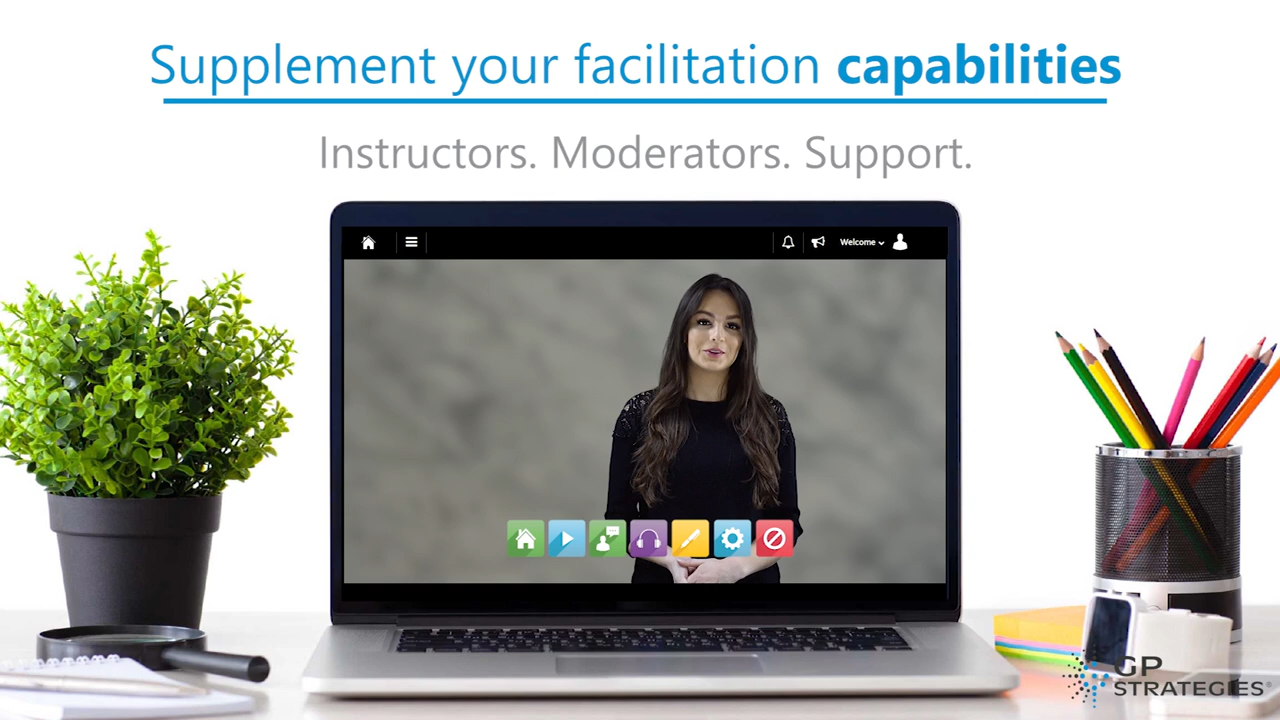 Supplement your facilitation capabilities
Instructors. Moderators. Support.
Welcome
GP
STRATEGIES®